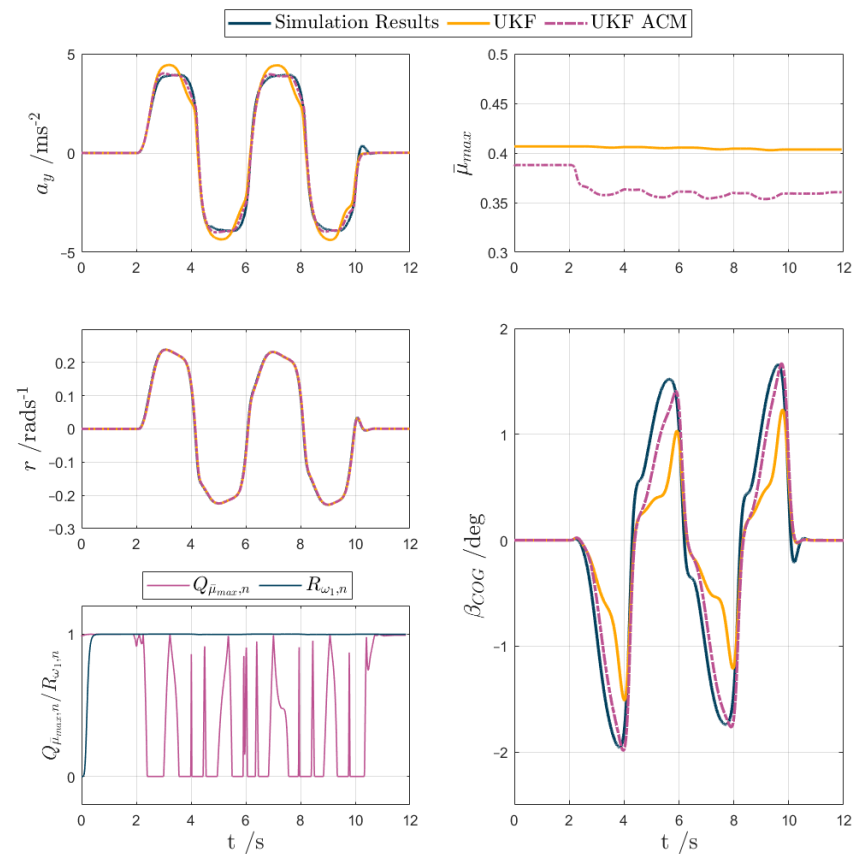 Simulation Results UKF UKF ACM
5
0
−5
a_y /ms^-2
0 2 4 6 8 10 12
0.5
0.45
0.4
0.35
0.3
μ̄_max
0 2 4 6 8 10 12
0.2
0.1
0
−0.1
−0.2
−0.3
r /rads^-1
0 2 4 6 8 10 12
Q_μ̄max,n R_ω1,n
1
0
Q_μ̄max,n/R_ω1,n
0 2 4 6 8 10 12
t /s
2
1
0
-1
-2
β_COG /deg
0 2 4 6 8 10 12
t /s